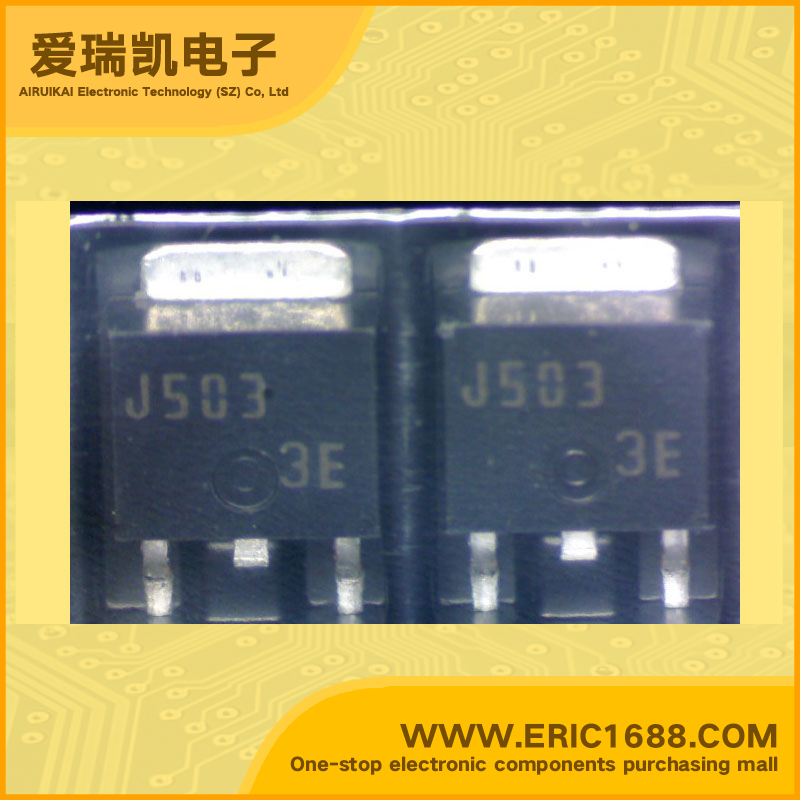 爱瑞凯电子
AIRUIKAI Electronic Technology (SZ) Co, Ltd
J503
3E
J503
3E
WWW.ERIC1688.COM
One-stop electronic components purchasing mall